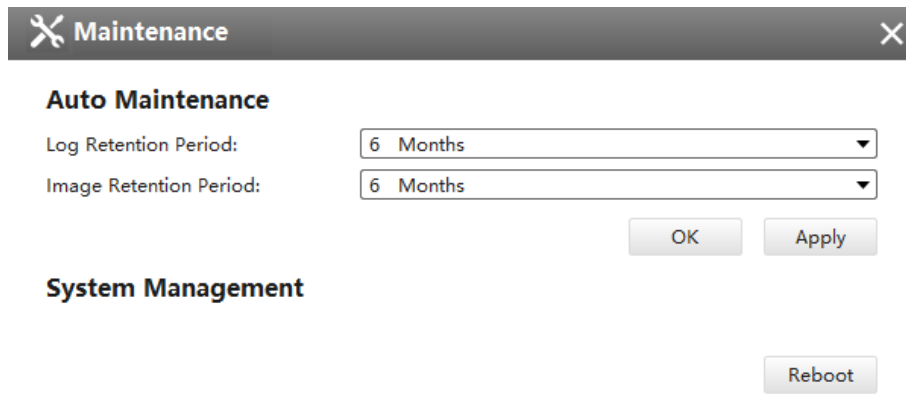 Maintenance
Auto Maintenance
Log Retention Period: 6 Months
Image Retention Period: 6 Months
OK Apply
System Management
Reboot